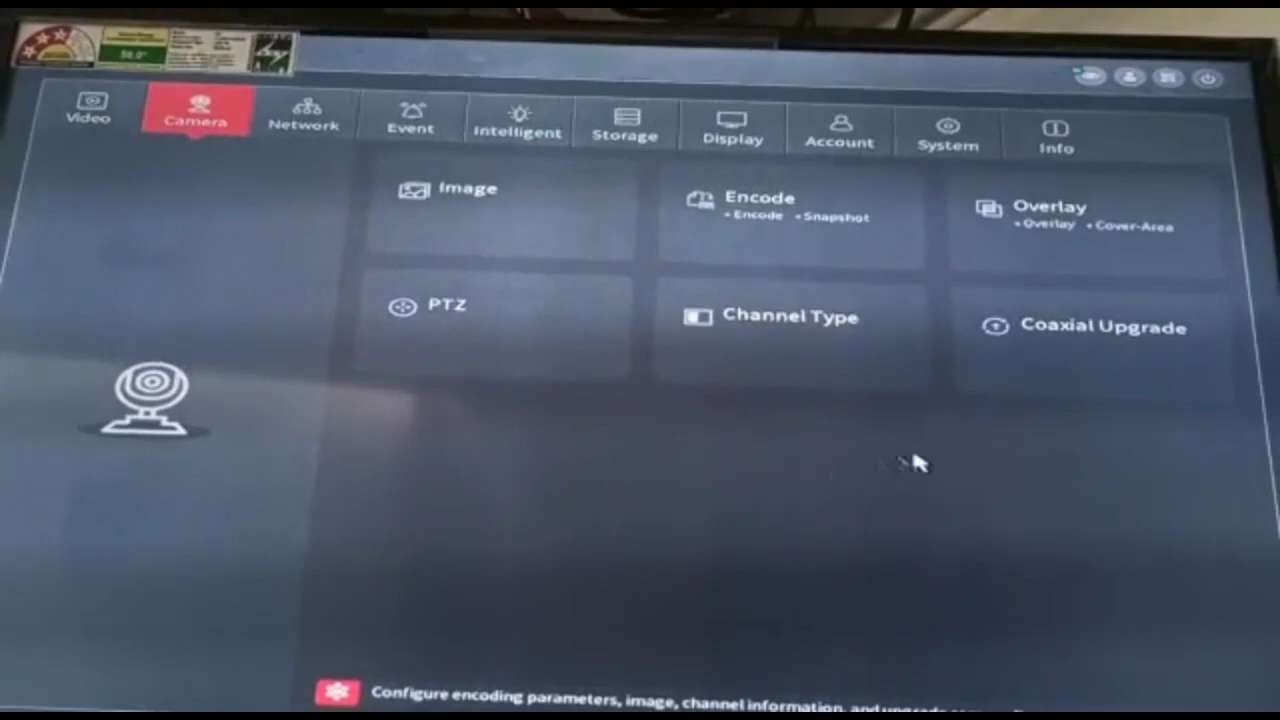 Video
Camera
Network
Event
Intelligent
Storage
Display
Account
System
Info
Image
Encode
• Encode • Snapshot
Overlay
• Overlay • Cover-Area
PTZ
Channel Type
Coaxial Upgrade
Configure encoding parameters, image, channel information, and upgrade